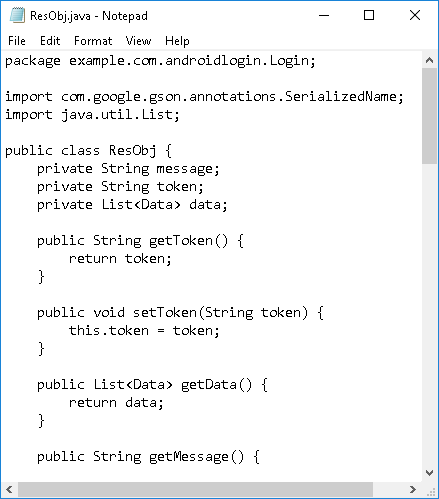 ResObj.java - Notepad
File Edit Format View Help
package example.com.androidlogin.Login;

import com.google.gson.annotations.SerializedName;
import java.util.List;

public class ResObj {
    private String message;
    private String token;
    private List<Data> data;

    public String getToken() {
        return token;
    }

    public void setToken(String token) {
        this.token = token;
    }

    public List<Data> getData() {
        return data;
    }

    public String getMessage() {